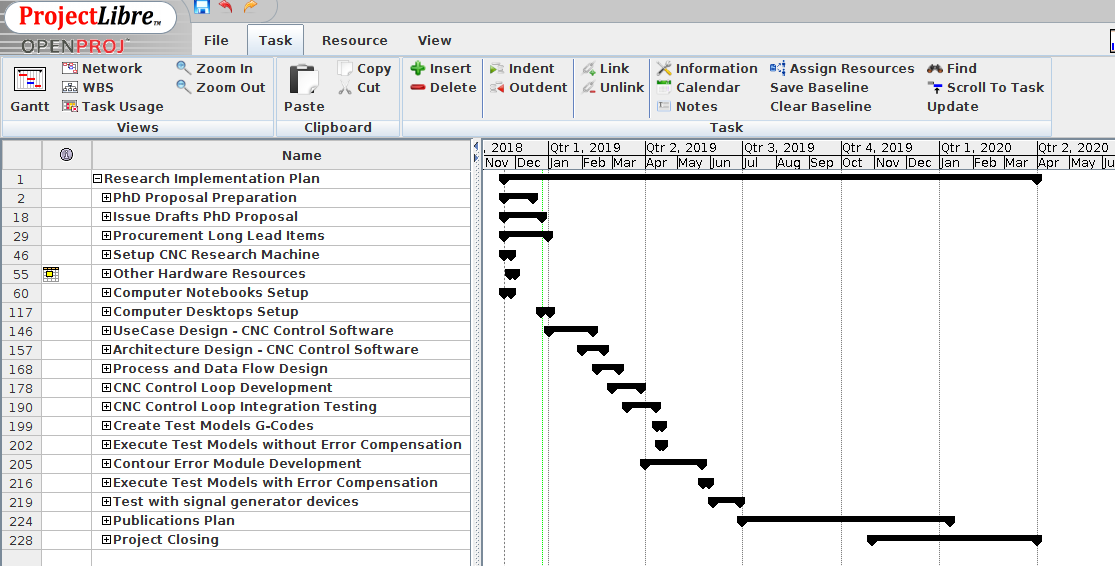 ProjectLibre™
OPENPROJ
File Task Resource View
Network Zoom In Copy Insert Indent Link Information Assign Resources Find
WBS Zoom Out Cut Delete Outdent Unlink Calendar Save Baseline Scroll To Task
Gantt Task Usage Paste Notes Clear Baseline Update
Views Clipboard Task
Name
, 2018 Qtr 1, 2019 Qtr 2, 2019 Qtr 3, 2019 Qtr 4, 2019 Qtr 1, 2020 Qtr 2, 2020
Nov Dec Jan Feb Mar Apr May Jun Jul Aug Sep Oct Nov Dec Jan Feb Mar Apr May Ju
1 Research Implementation Plan
2 PhD Proposal Preparation
18 Issue Drafts PhD Proposal
29 Procurement Long Lead Items
46 Setup CNC Research Machine
55 Other Hardware Resources
60 Computer Notebooks Setup
117 Computer Desktops Setup
146 UseCase Design - CNC Control Software
157 Architecture Design - CNC Control Software
168 Process and Data Flow Design
178 CNC Control Loop Development
190 CNC Control Loop Integration Testing
199 Create Test Models G-Codes
202 Execute Test Models without Error Compensation
205 Contour Error Module Development
216 Execute Test Models with Error Compensation
219 Test with signal generator devices
224 Publications Plan
228 Project Closing